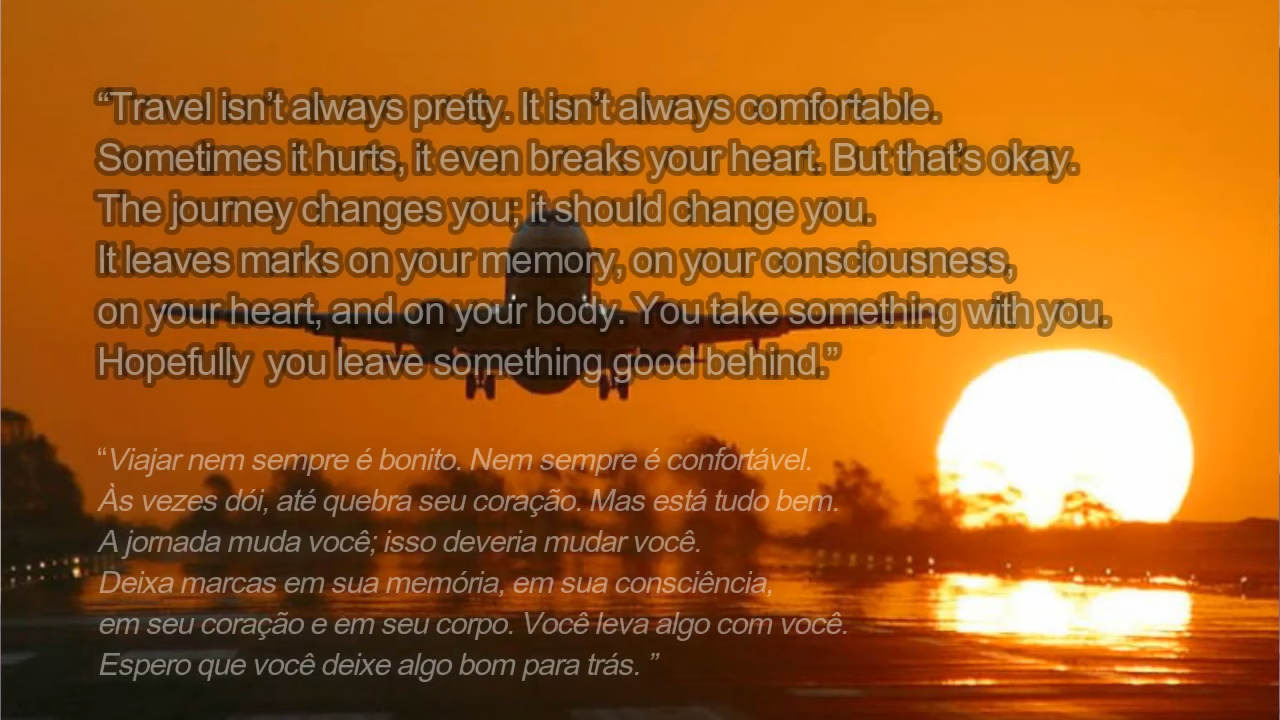 “Travel isn’t always pretty. It isn’t always comfortable.
Sometimes it hurts, it even breaks your heart. But that’s okay.
The journey changes you; it should change you.
It leaves marks on your memory, on your consciousness,
on your heart, and on your body. You take something with you.
Hopefully you leave something good behind.”
“Viajar nem sempre é bonito. Nem sempre é confortável.
Às vezes dói, até quebra seu coração. Mas está tudo bem.
A jornada muda você; isso deveria mudar você.
Deixa marcas em sua memória, em sua consciência,
em seu coração e em seu corpo. Você leva algo com você.
Espero que você deixe algo bom para trás. ”